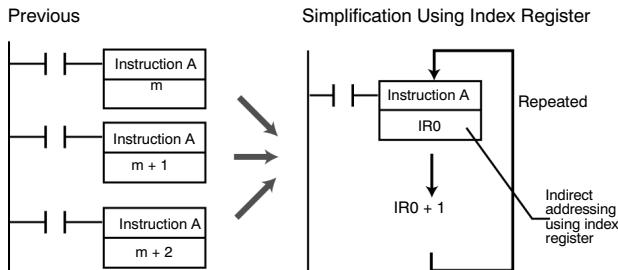 Previous
Instruction A
m
Instruction A
m + 1
Instruction A
m + 2
Simplification Using Index Register
Instruction A
IR0
Repeated
IR0 + 1
Indirect
addressing
using index
register